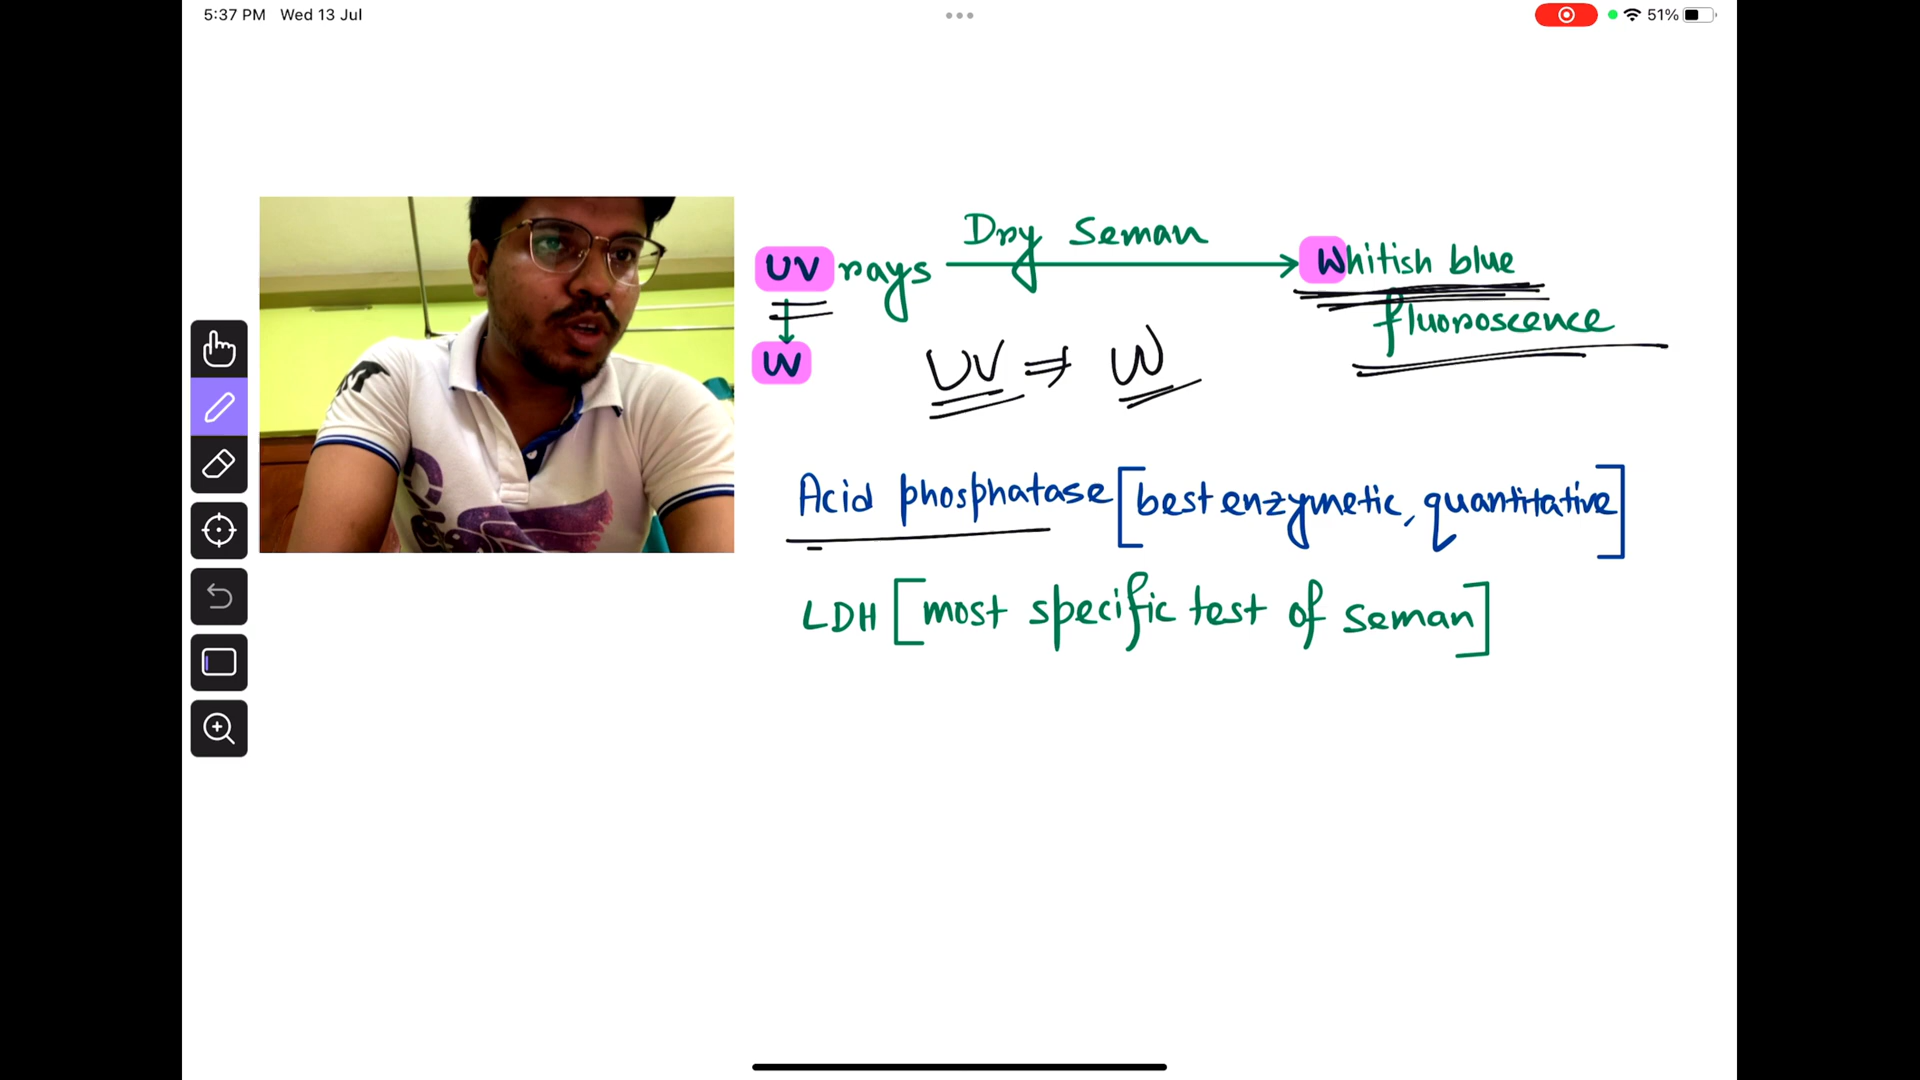 5:37 PM Wed 13 Jul
51%
UV rays
Dry Seman
Whitish blue
fluoroscence
W
UV ⇒ W
Acid phosphatase [best enzymetic, quantitative]
LDH [most specific test of seman]